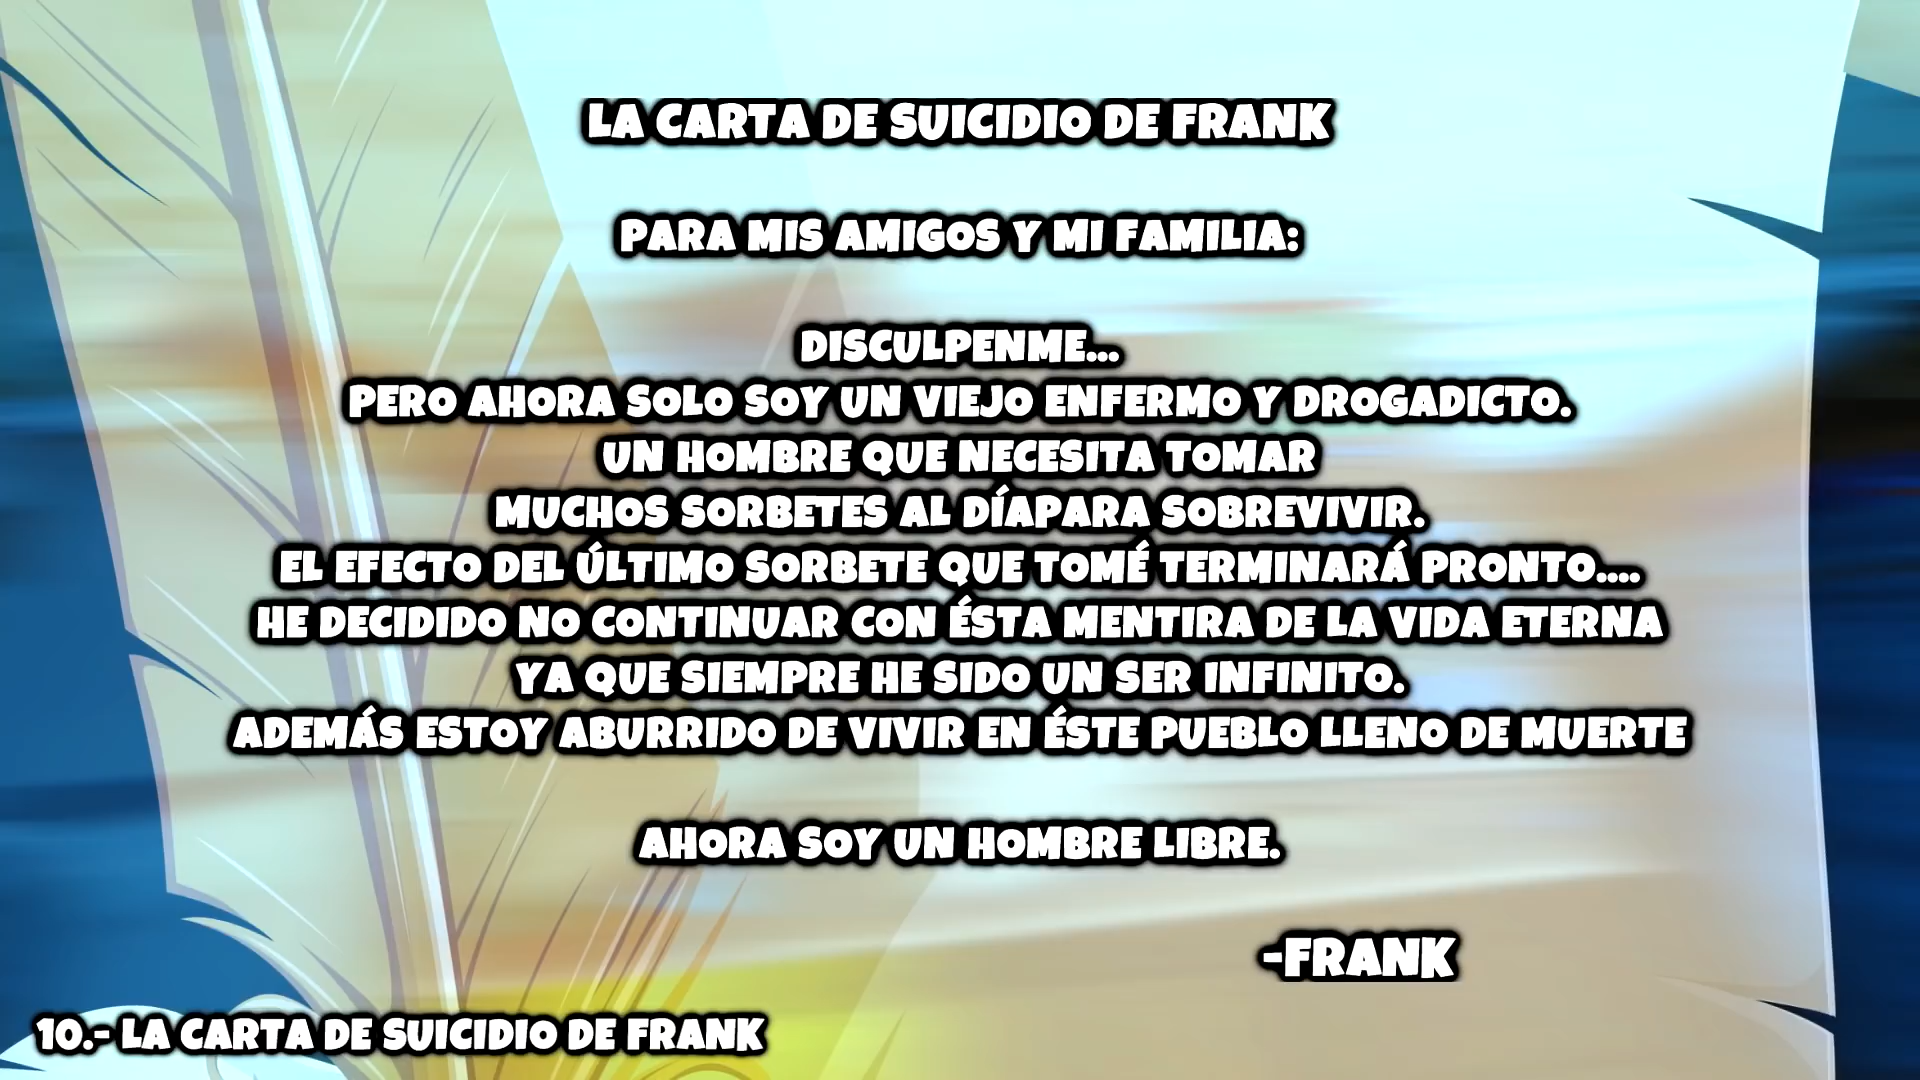 LA CARTA DE SUICIDIO DE FRANK
PARA MIS AMIGOS Y MI FAMILIA:
DISCULPENME...
PERO AHORA SOLO SOY UN VIEJO ENFERMO Y DROGADICTO.
UN HOMBRE QUE NECESITA TOMAR
MUCHOS SORBETES AL DÍAPARA SOBREVIVIR.
EL EFECTO DEL ÚLTIMO SORBETE QUE TOMÉ TERMINARÁ PRONTO....
HE DECIDIDO NO CONTINUAR CON ÉSTA MENTIRA DE LA VIDA ETERNA
YA QUE SIEMPRE HE SIDO UN SER INFINITO.
ADEMÁS ESTOY ABURRIDO DE VIVIR EN ÉSTE PUEBLO LLENO DE MUERTE
AHORA SOY UN HOMBRE LIBRE.
-FRANK
10.- LA CARTA DE SUICIDIO DE FRANK